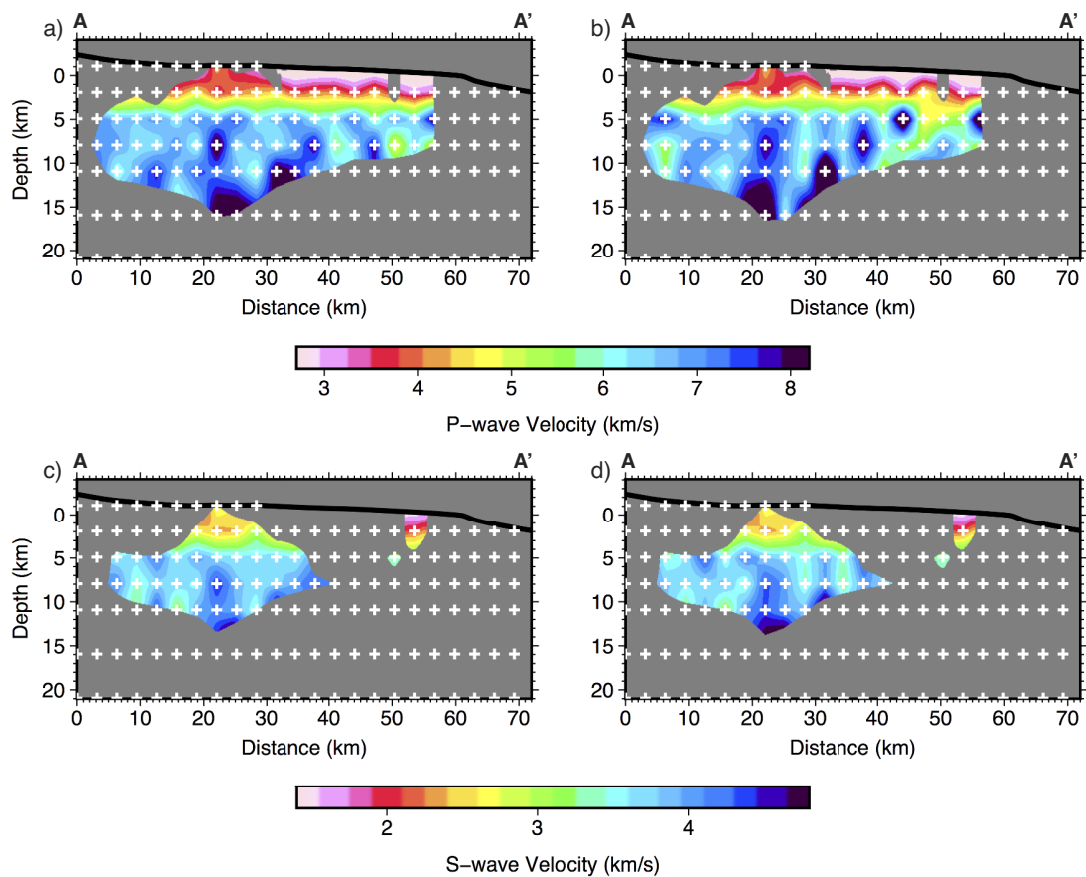 a) A A'
b) A A'
0
5
10
15
20
Depth (km)
0 10 20 30 40 50 60 70
Distance (km)
0
5
10
15
20
0 10 20 30 40 50 60 70
Distance (km)
3 4 5 6 7 8
P-wave Velocity (km/s)
c) A A'
d) A A'
0
5
10
15
20
Depth (km)
0 10 20 30 40 50 60 70
Distance (km)
0
5
10
15
20
0 10 20 30 40 50 60 70
Distance (km)
2 3 4
S-wave Velocity (km/s)